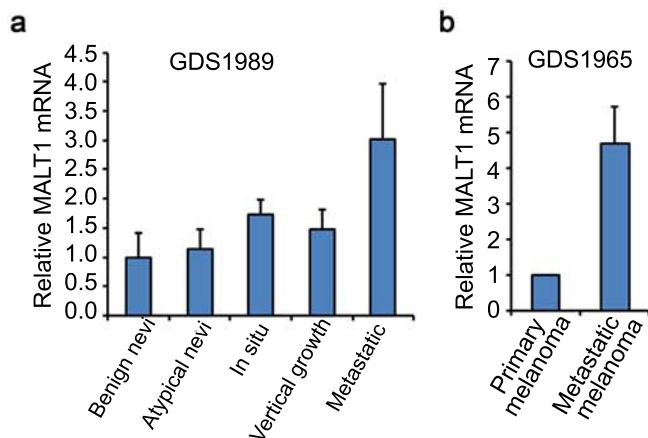 a
GDS1989
Relative MALT1 mRNA
4.5
4.0
3.5
3.0
2.5
2.0
1.5
1.0
0.5
0.0
Benign nevi
Atypical nevi
In situ
Vertical growth
Metastatic
b
GDS1965
Relative MALT1 mRNA
7
6
5
4
3
2
1
0
Primary
melanoma
Metastatic
melanoma